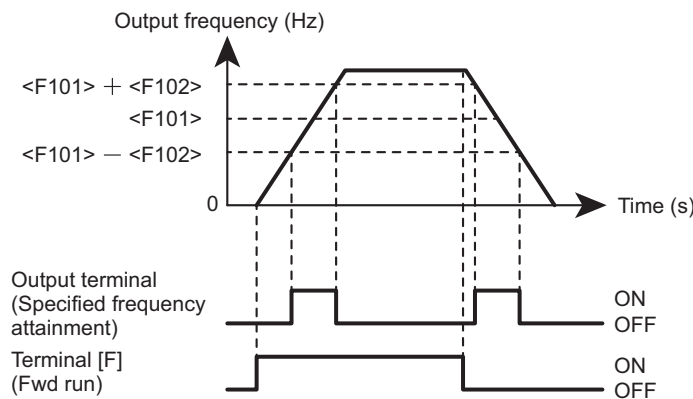 Output frequency (Hz)
<F101> + <F102>
<F101>
<F101> − <F102>
0
Time (s)
Output terminal
(Specified frequency
attainment)
ON
OFF
Terminal [F]
(Fwd run)
ON
OFF